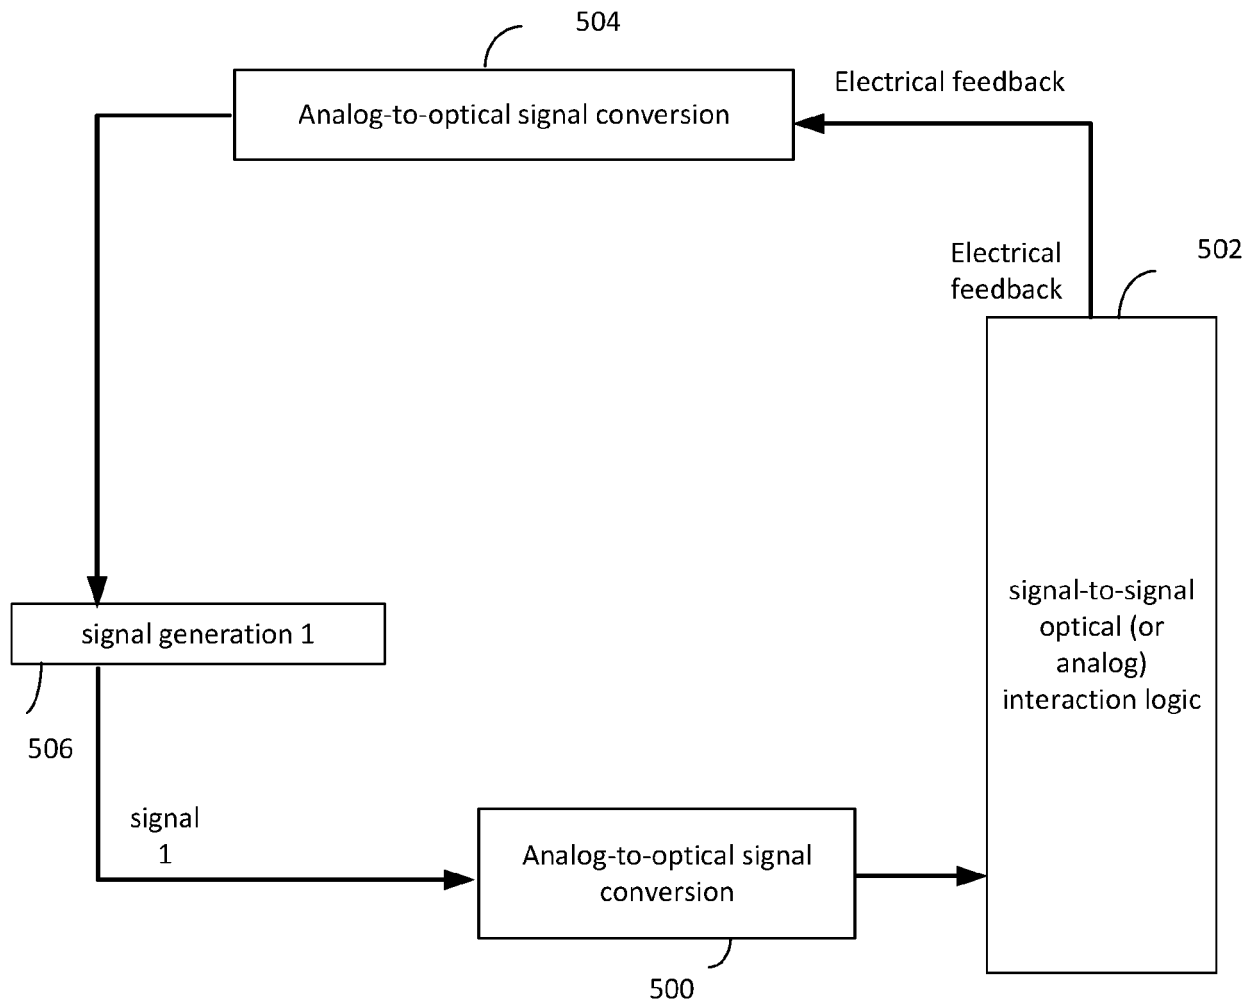 504
Electrical feedback
Analog-to-optical signal conversion
502
Electrical
feedback
signal-to-signal
optical (or
analog)
interaction logic
signal generation 1
506
signal
1
Analog-to-optical signal
conversion
500